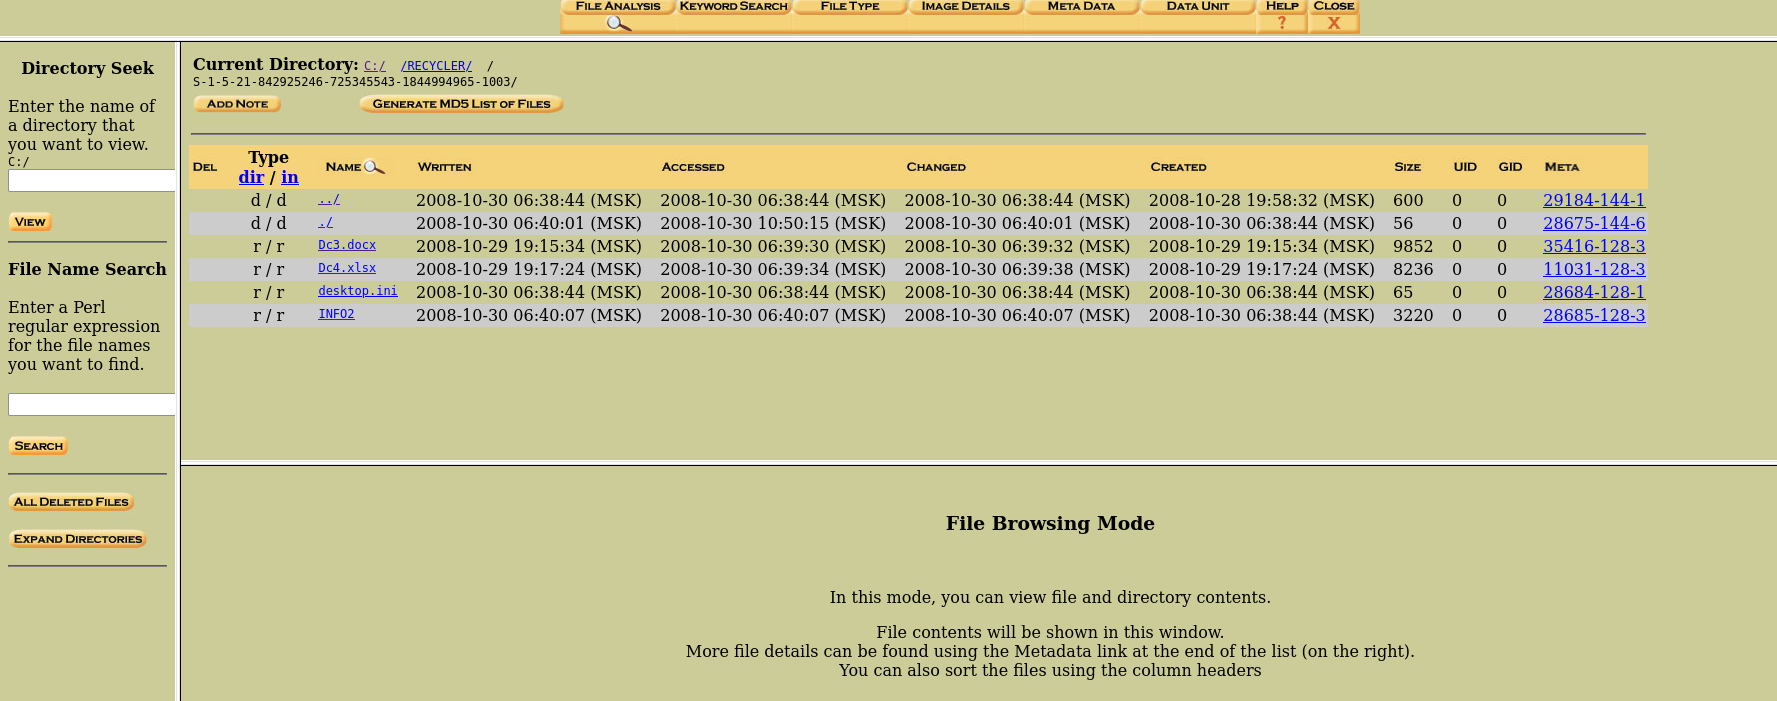 FILE ANALYSIS KEYWORD SEARCH FILE TYPE IMAGE DETAILS META DATA DATA UNIT HELP CLOSE
? X
Directory Seek
Enter the name of
a directory that
you want to view.
C:/
VIEW
File Name Search
Enter a Perl
regular expression
for the file names
you want to find.
SEARCH
ALL DELETED FILES
EXPAND DIRECTORIES
Current Directory: C:/ /RECYCLER/ /
S-1-5-21-842925246-725345543-1844994965-1003/
ADD NOTE GENERATE MD5 LIST OF FILES
DEL Type dir / in NAME WRITTEN ACCESSED CHANGED CREATED SIZE UID GID META
d / d ../ 2008-10-30 06:38:44 (MSK) 2008-10-30 06:38:44 (MSK) 2008-10-30 06:38:44 (MSK) 2008-10-28 19:58:32 (MSK) 600 0 0 29184-144-1
d / d ./ 2008-10-30 06:40:01 (MSK) 2008-10-30 10:50:15 (MSK) 2008-10-30 06:40:01 (MSK) 2008-10-30 06:38:44 (MSK) 56 0 0 28675-144-6
r / r Dc3.docx 2008-10-29 19:15:34 (MSK) 2008-10-30 06:39:30 (MSK) 2008-10-30 06:39:32 (MSK) 2008-10-29 19:15:34 (MSK) 9852 0 0 35416-128-3
r / r Dc4.xlsx 2008-10-29 19:17:24 (MSK) 2008-10-30 06:39:34 (MSK) 2008-10-30 06:39:38 (MSK) 2008-10-29 19:17:24 (MSK) 8236 0 0 11031-128-3
r / r desktop.ini 2008-10-30 06:38:44 (MSK) 2008-10-30 06:38:44 (MSK) 2008-10-30 06:38:44 (MSK) 2008-10-30 06:38:44 (MSK) 65 0 0 28684-128-1
r / r INFO2 2008-10-30 06:40:07 (MSK) 2008-10-30 06:40:07 (MSK) 2008-10-30 06:40:07 (MSK) 2008-10-30 06:38:44 (MSK) 3220 0 0 28685-128-3
File Browsing Mode
In this mode, you can view file and directory contents.
File contents will be shown in this window.
More file details can be found using the Metadata link at the end of the list (on the right).
You can also sort the files using the column headers